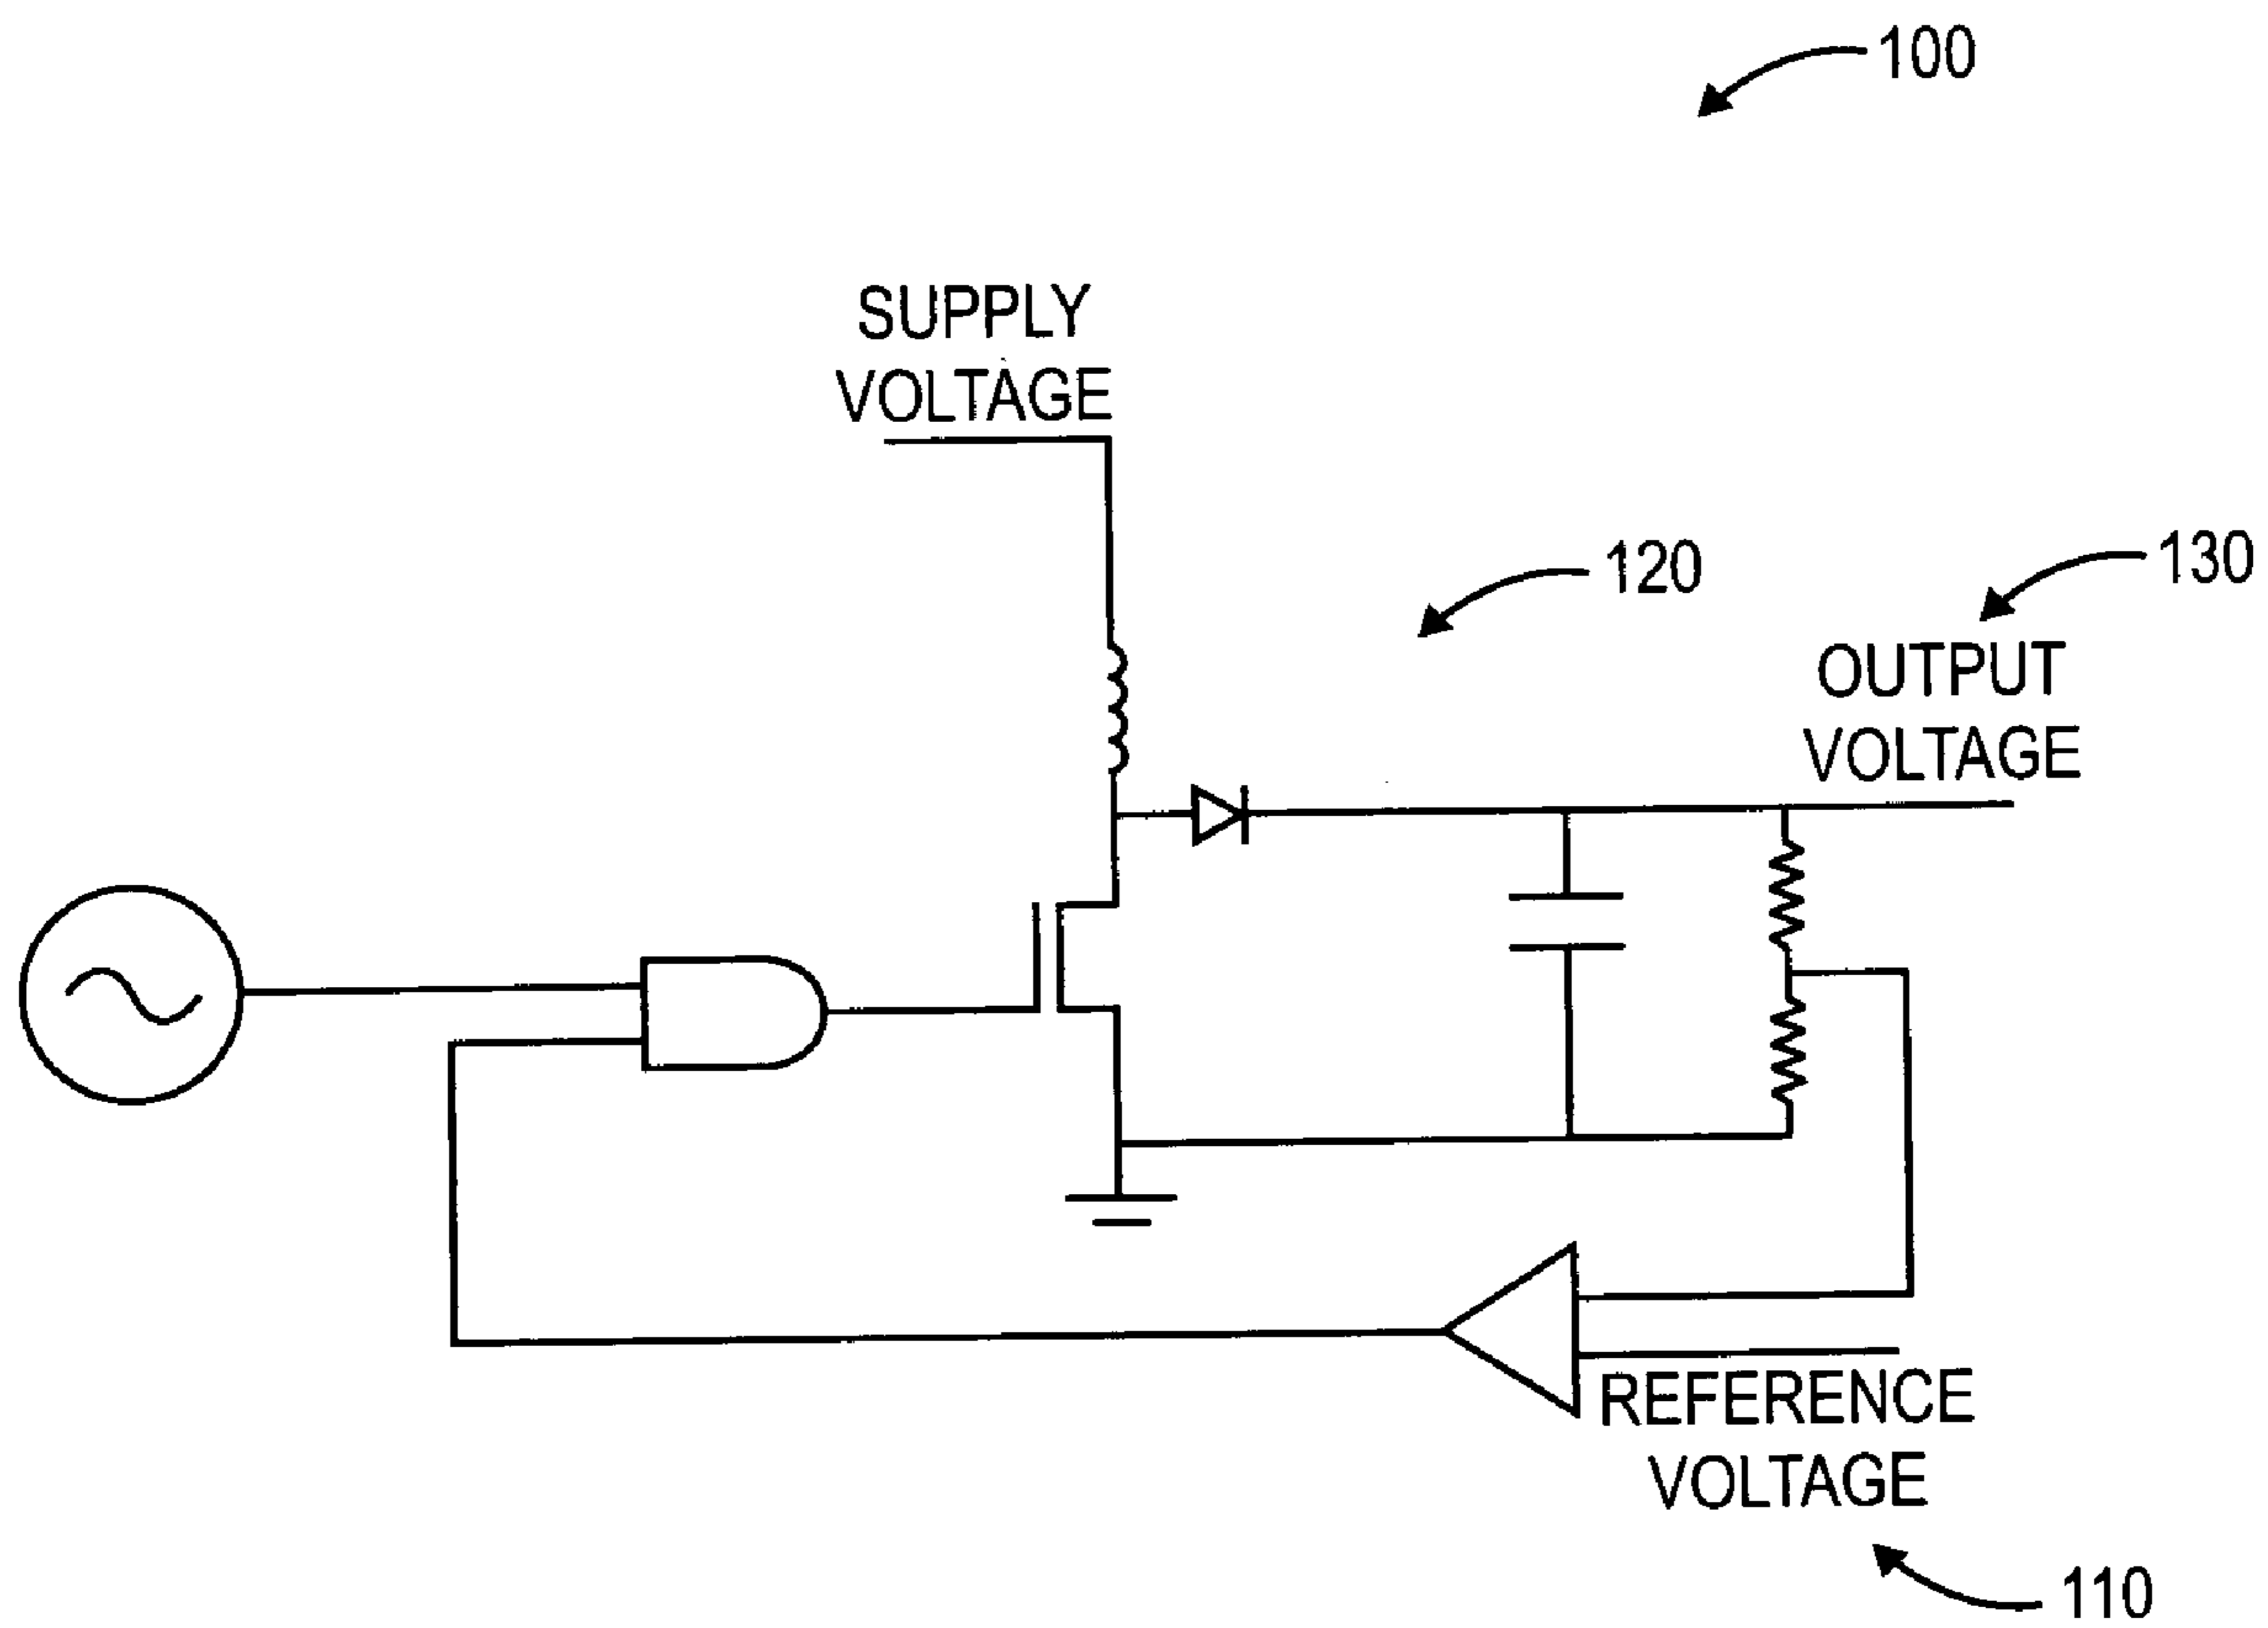 100
SUPPLY
VOLTAGE
120
130
OUTPUT
VOLTAGE
REFERENCE
VOLTAGE
110